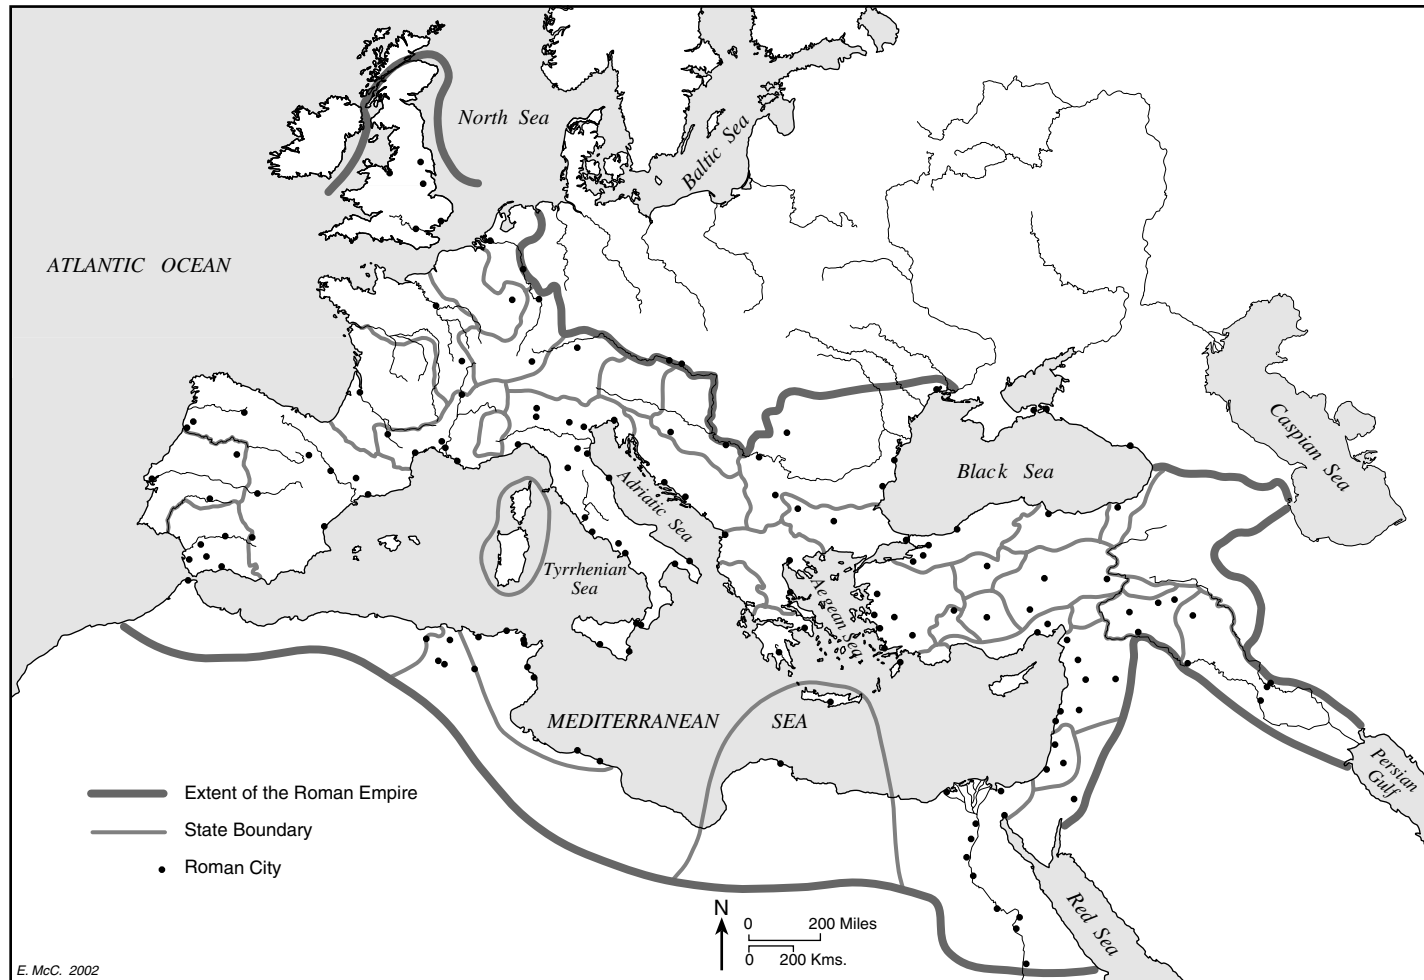 North Sea
Baltic Sea
ATLANTIC OCEAN
Caspian Sea
Black Sea
Adriatic Sea
Tyrrhenian
Sea
Aegean Sea
MEDITERRANEAN SEA
Persian
Gulf
Red Sea
Extent of the Roman Empire
State Boundary
Roman City
N
0 200 Miles
0 200 Kms.
E. McC. 2002